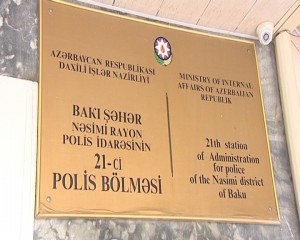 AZƏRBAYCAN RESPUBLİKASI
DAXİLİ İŞLƏR NAZİRLİYİ
BAKI ŞƏHƏR
NƏSİMİ RAYON
POLİS İDARƏSİNİN
21-Cİ
POLİS BÖLMƏSİ
MINISTRY OF INTERNAL
AFFAIRS OF AZERBAIJAN
REPUBLIK
21th station
of Administration
for police
of the Nasimi district
of Baku